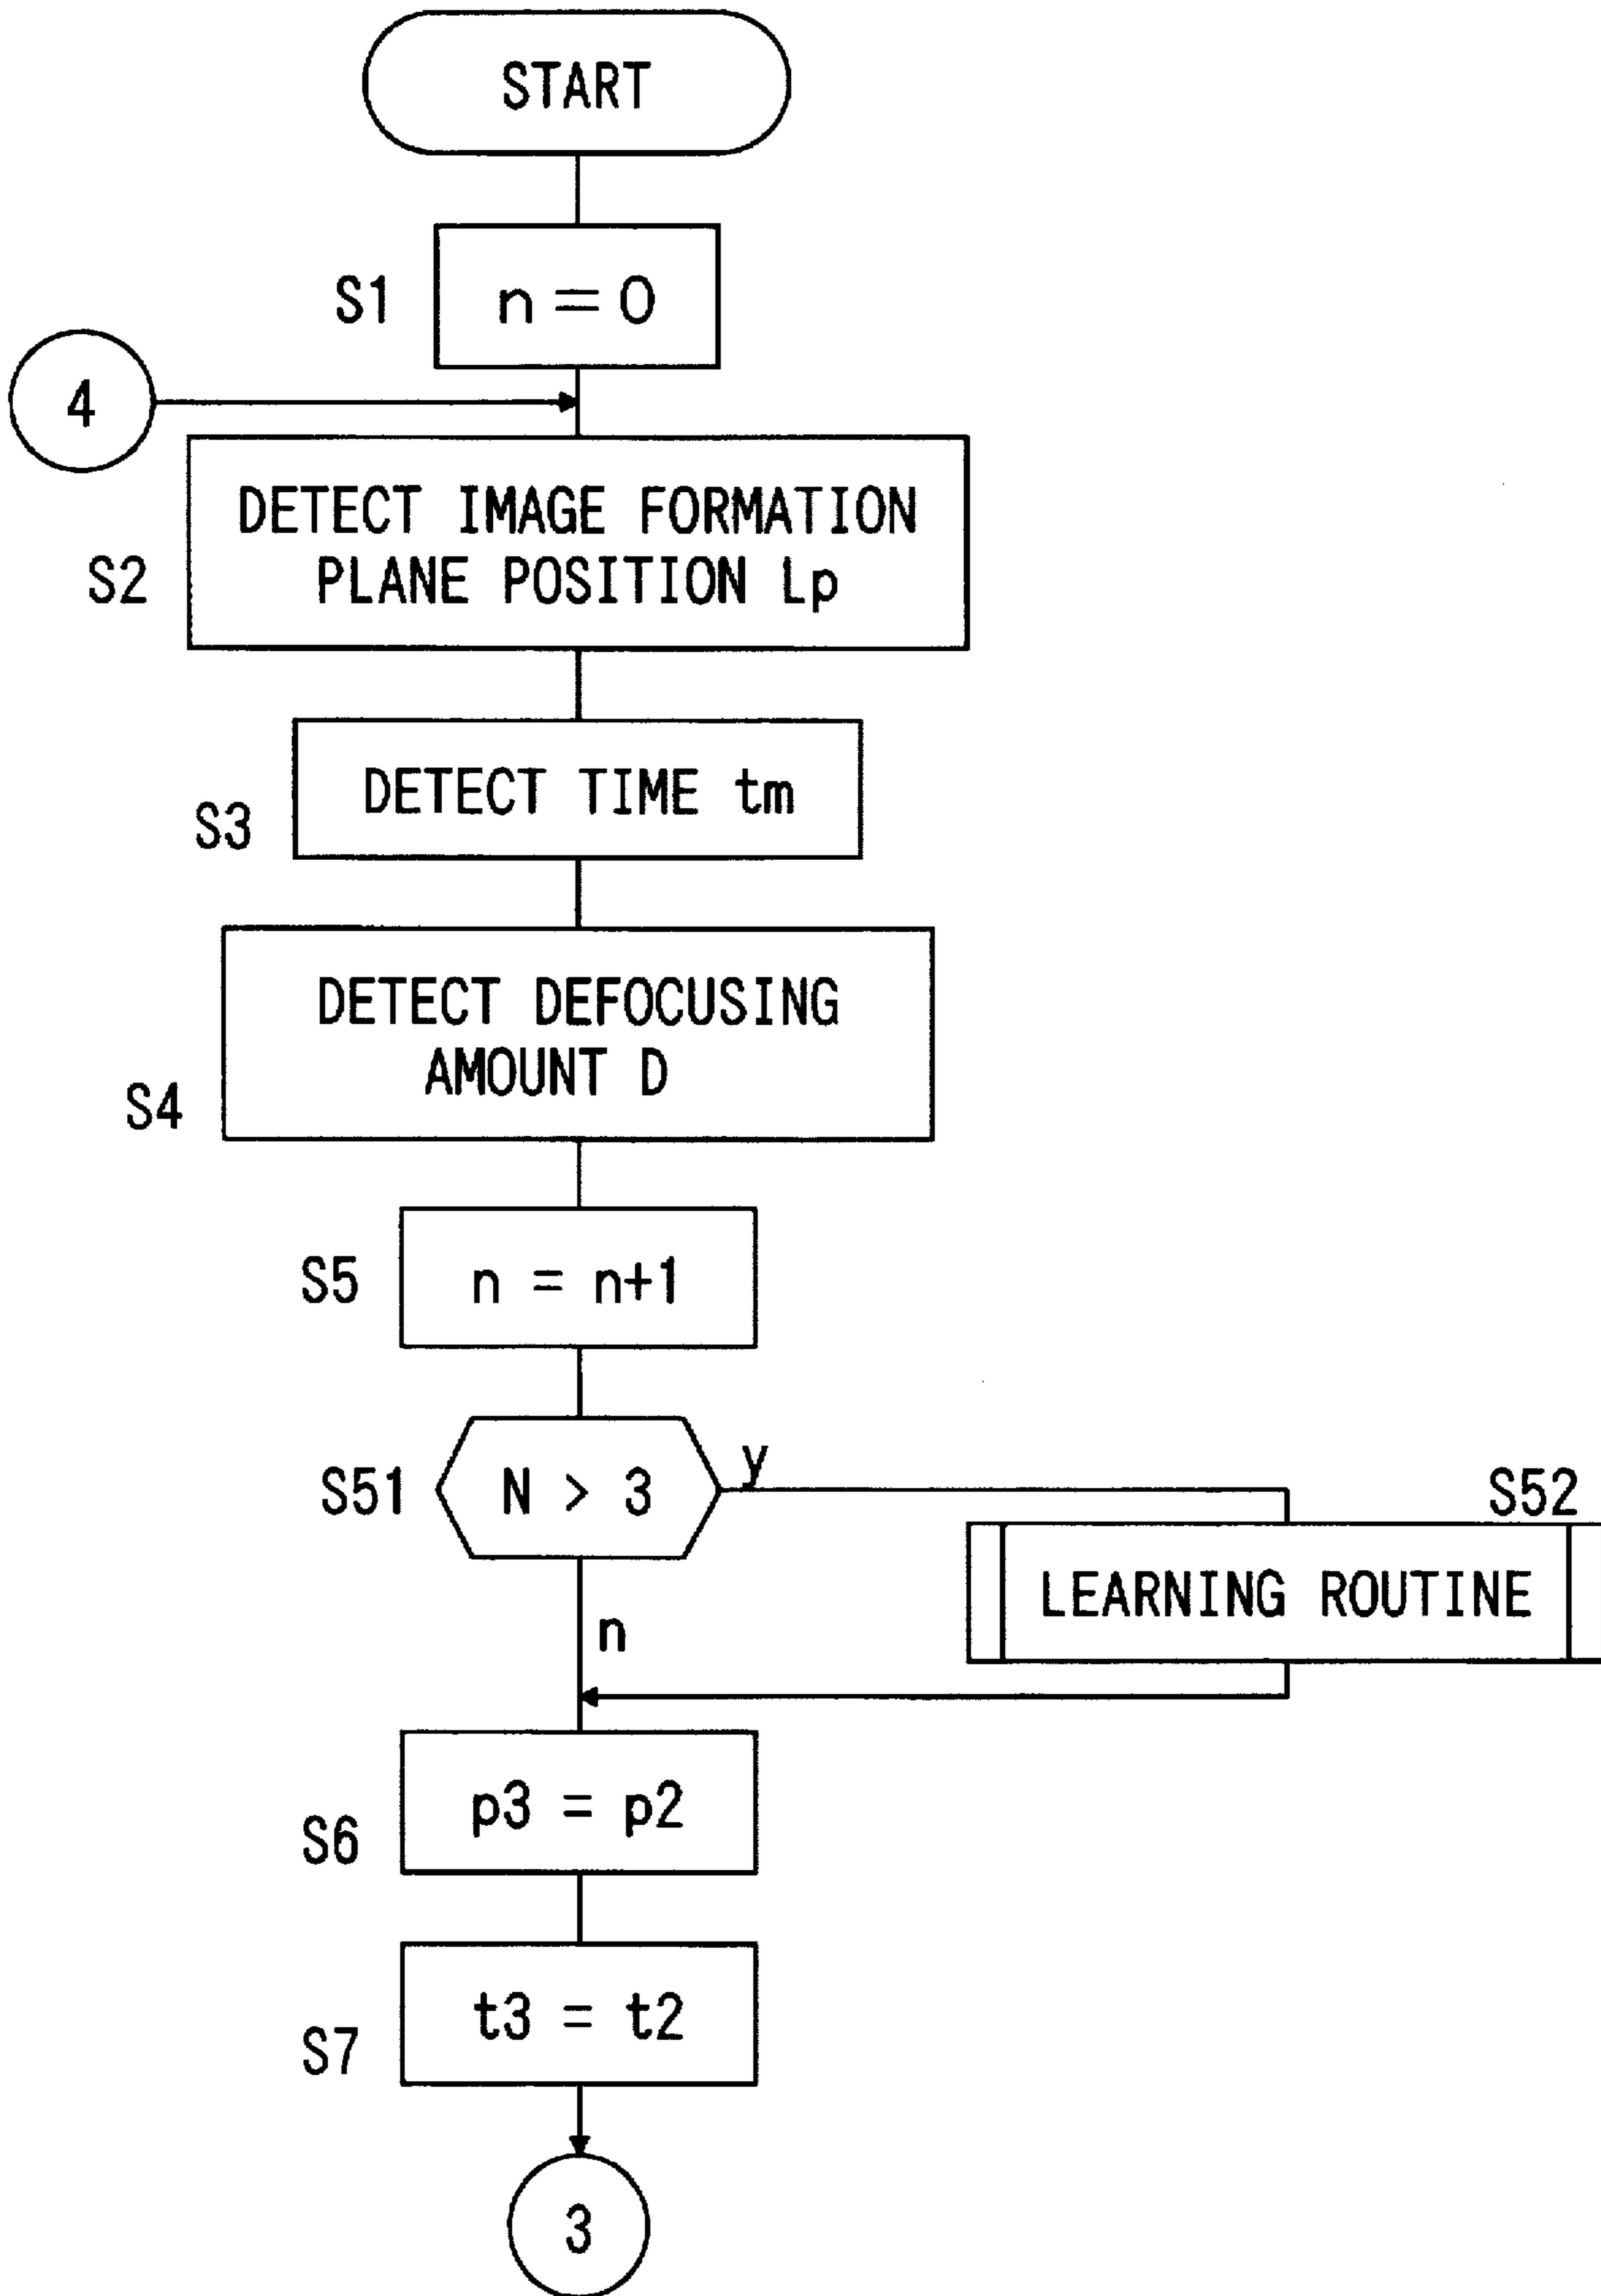 START
S1
n = 0
4
DETECT IMAGE FORMATION
PLANE POSITION Lp
S2
DETECT TIME tm
S3
DETECT DEFOCUSING
AMOUNT D
S4
S5
n = n+1
S51
N > 3
y
S52
LEARNING ROUTINE
n
p3 = p2
S6
t3 = t2
S7
3